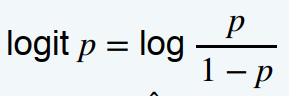 logit p = log p / (1 − p)